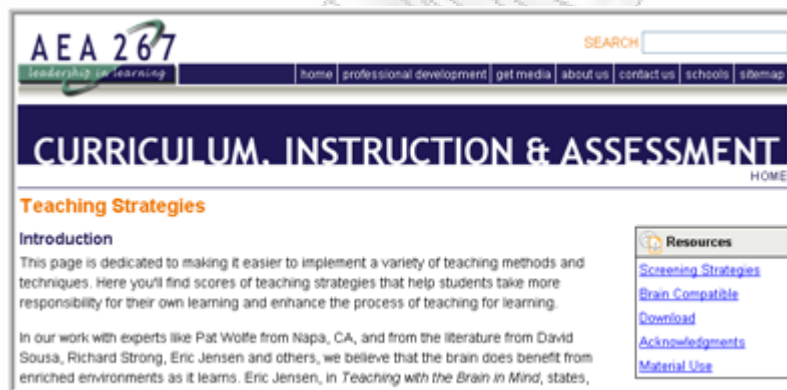 AEA 267
leadership in learning
SEARCH
home professional development get media about us contact us schools sitemap
CURRICULUM, INSTRUCTION & ASSESSMENT
HOME
Teaching Strategies
Introduction
This page is dedicated to making it easier to implement a variety of teaching methods and
techniques. Here you'll find scores of teaching strategies that help students take more
responsibility for their own learning and enhance the process of teaching for learning.
In our work with experts like Pat Wolfe from Napa, CA, and from the literature from David
Sousa, Richard Strong, Eric Jensen and others, we believe that the brain does benefit from
enriched environments as it learns. Eric Jensen, in Teaching with the Brain in Mind, states,
Resources
Screening Strategies
Brain Compatible
Download
Acknowledgments
Material Use